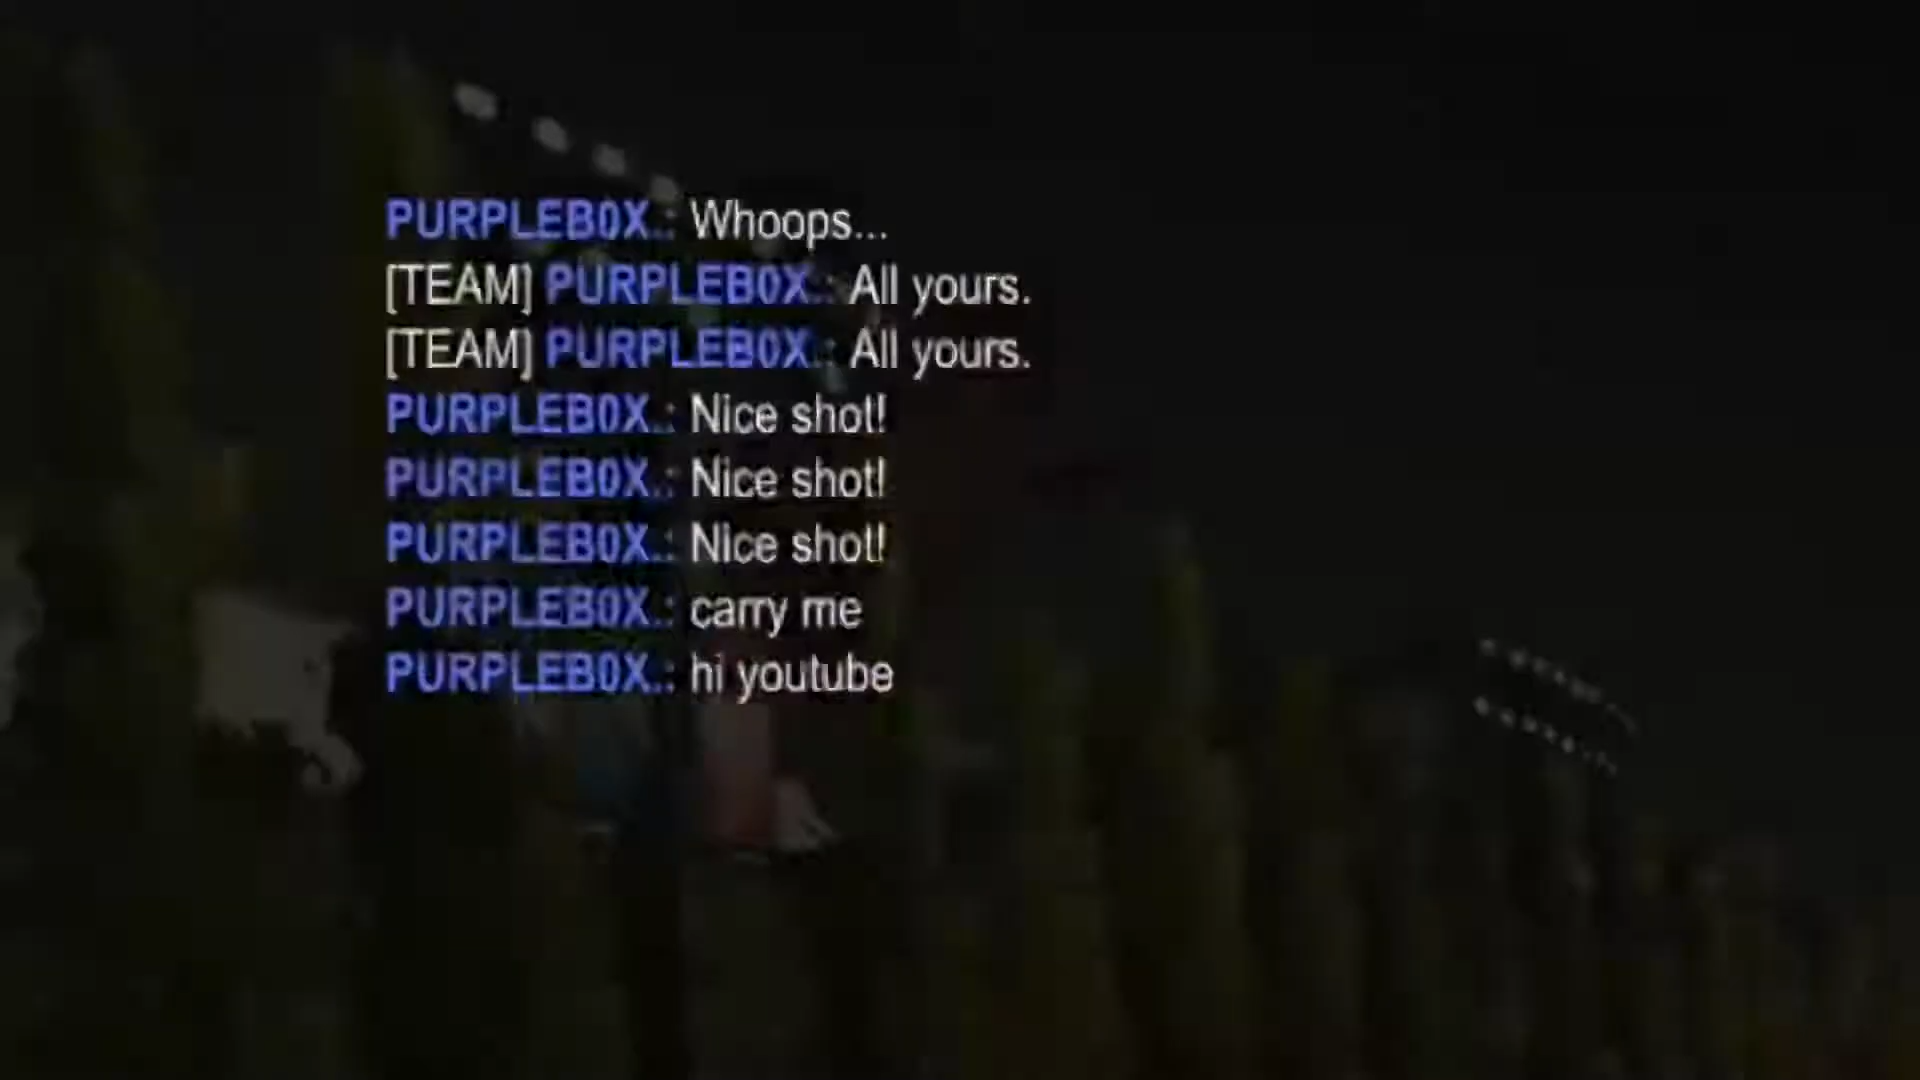 PURPLEB0X.: Whoops...
[TEAM] PURPLEB0X.: All yours.
[TEAM] PURPLEB0X.: All yours.
PURPLEB0X.: Nice shot!
PURPLEB0X.: Nice shot!
PURPLEB0X.: Nice shot!
PURPLEB0X.: carry me
PURPLEB0X.: hi youtube